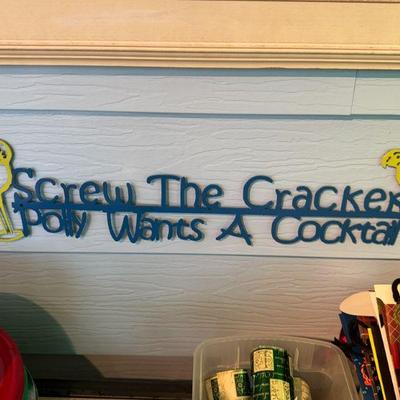 Screw The Cracker
Polly Wants A Cocktail